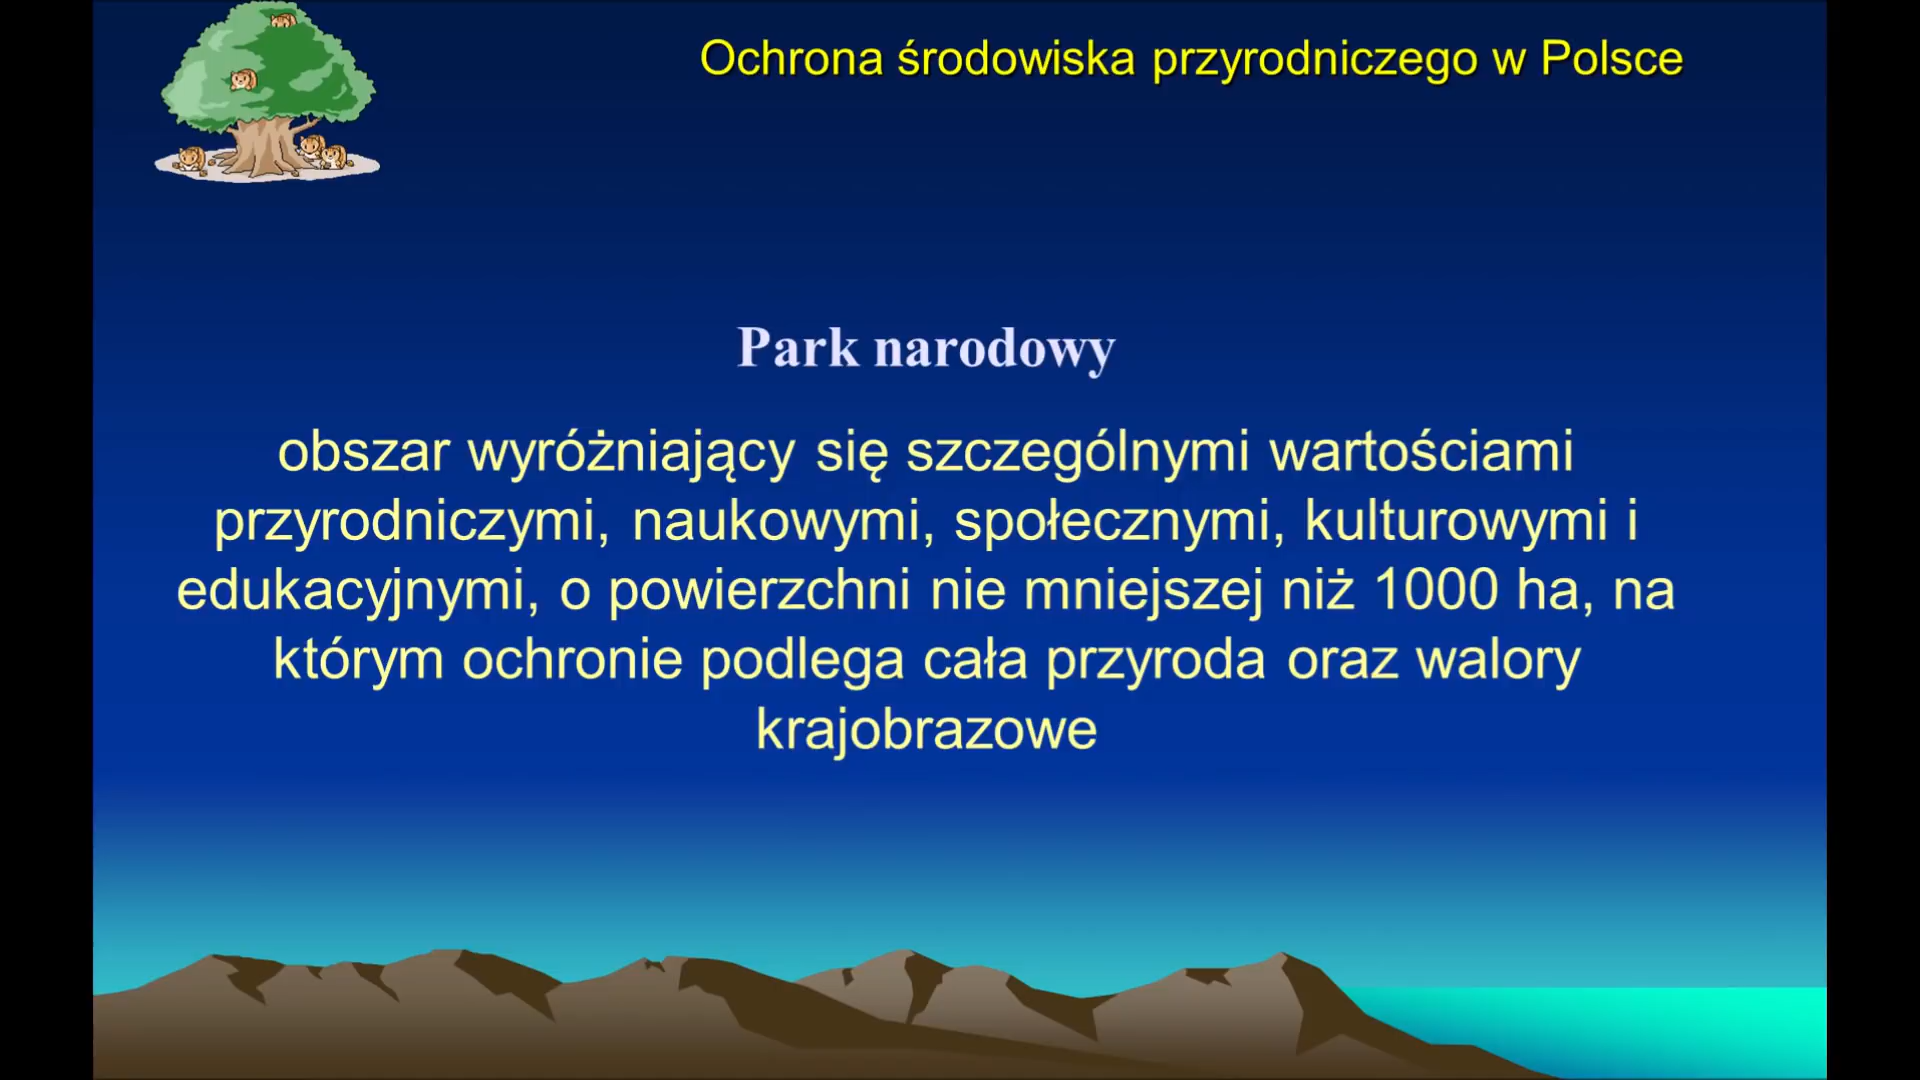 Ochrona środowiska przyrodniczego w Polsce
Park narodowy
obszar wyróżniający się szczególnymi wartościami
przyrodniczymi, naukowymi, społecznymi, kulturowymi i
edukacyjnymi, o powierzchni nie mniejszej niż 1000 ha, na
którym ochronie podlega cała przyroda oraz walory
krajobrazowe